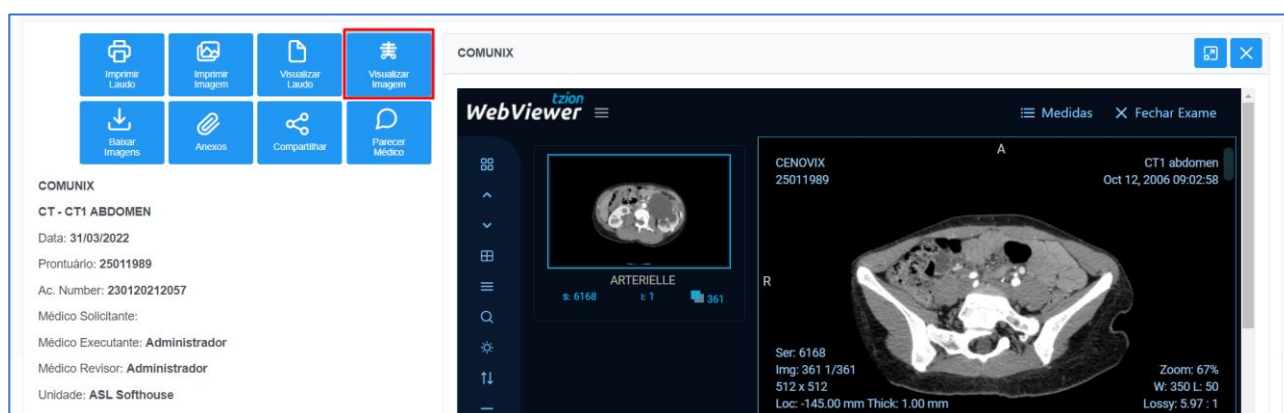 Imprimir
Laudo
Imprimir
Imagem
Visualizar
Laudo
Visualizar
Imagem
Baixar
Imagens
Anexos
Compartilhar
Parecer
Médico
COMUNIX
CT - CT1 ABDOMEN
Data: 31/03/2022
Prontuário: 25011989
Ac. Number: 230120212057
Médico Solicitante:
Médico Executante: Administrador
Médico Revisor: Administrador
Unidade: ASL Softhouse
COMUNIX
tzion
WebViewer
Medidas
Fechar Exame
ARTERIELLE
s: 6168 i: 1 361
A
CENOVIX
25011989
CT1 abdomen
Oct 12, 2006 09:02:58
R
Ser: 6168
Img: 361 1/361
512 x 512
Loc: -145.00 mm Thick: 1.00 mm
Zoom: 67%
W: 350 L: 50
Lossy: 5.97 : 1